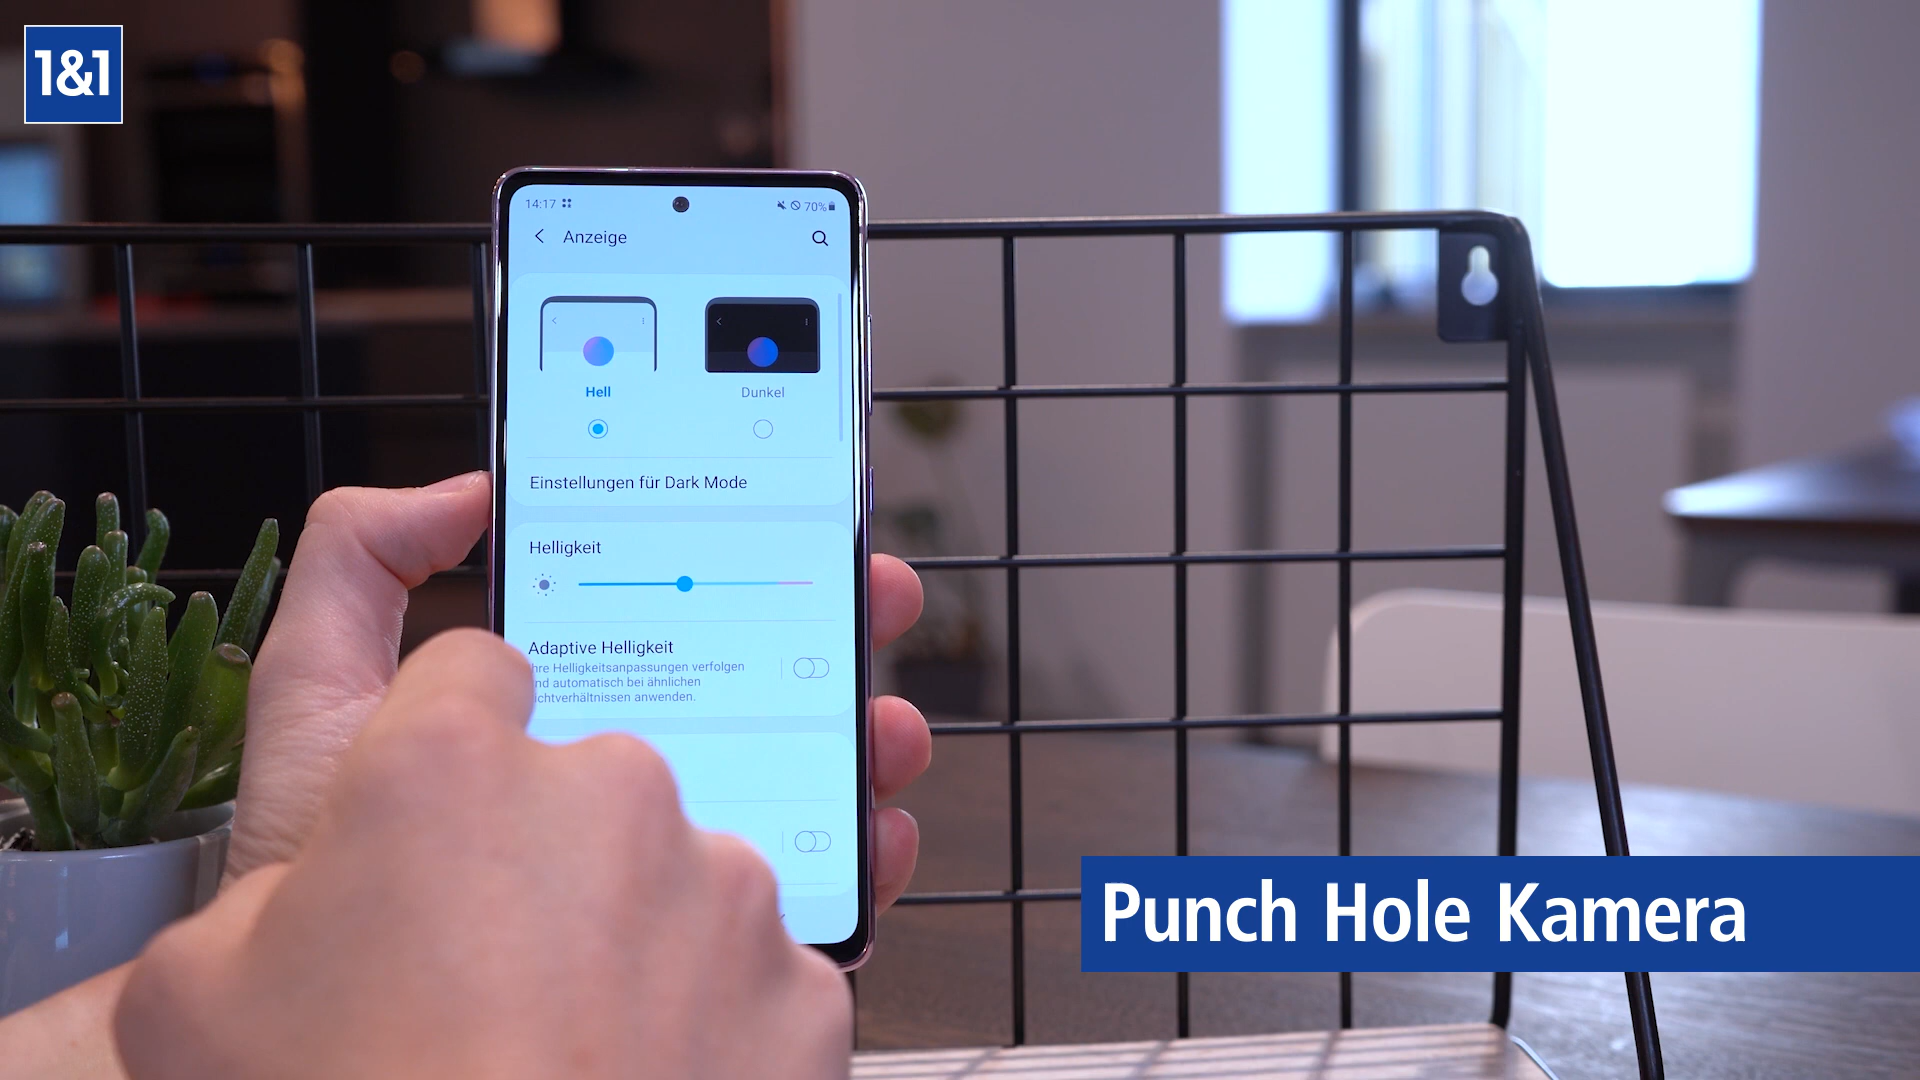 1&1
14:17
70%
Anzeige
Hell
Dunkel
Einstellungen für Dark Mode
Helligkeit
Adaptive Helligkeit
hre Helligkeitsanpassungen verfolgen
nd automatisch bei ähnlichen
ichtverhältnissen anwenden.
Punch Hole Kamera